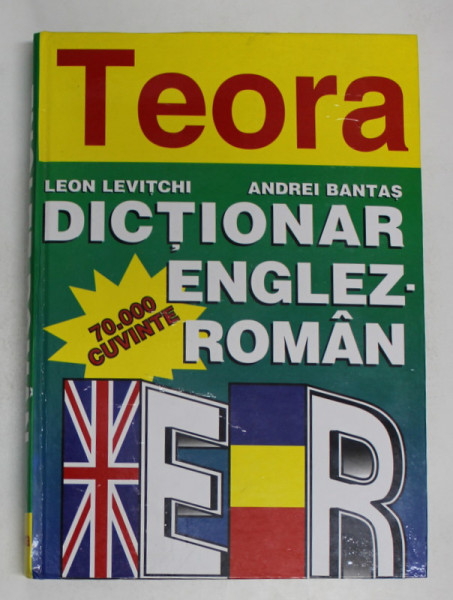 Teora
LEON LEVIȚCHI ANDREI BANTAȘ
DICȚIONAR
ENGLEZ-
ROMÂN
70.000
CUVINTE
E R